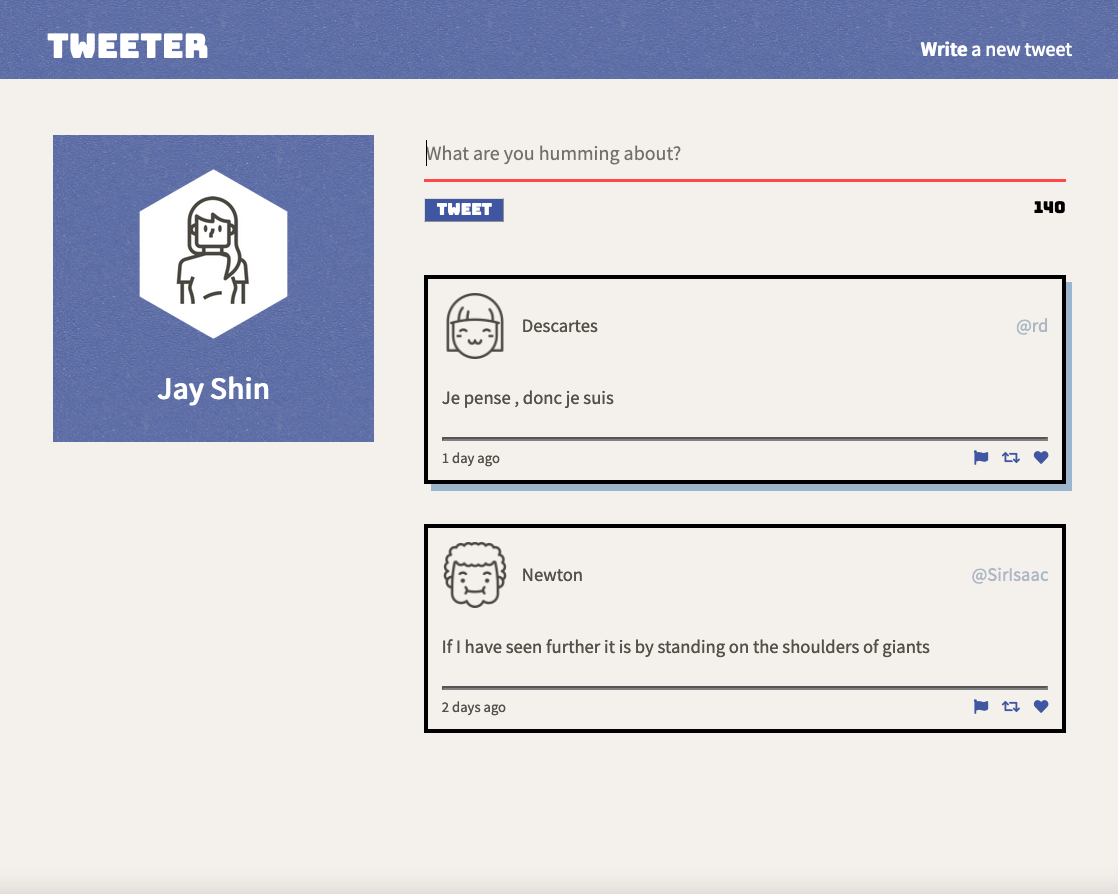 TWEETER
Write a new tweet
Jay Shin
What are you humming about?
TWEET
140
Descartes
@rd
Je pense , donc je suis
1 day ago
Newton
@SirIsaac
If I have seen further it is by standing on the shoulders of giants
2 days ago